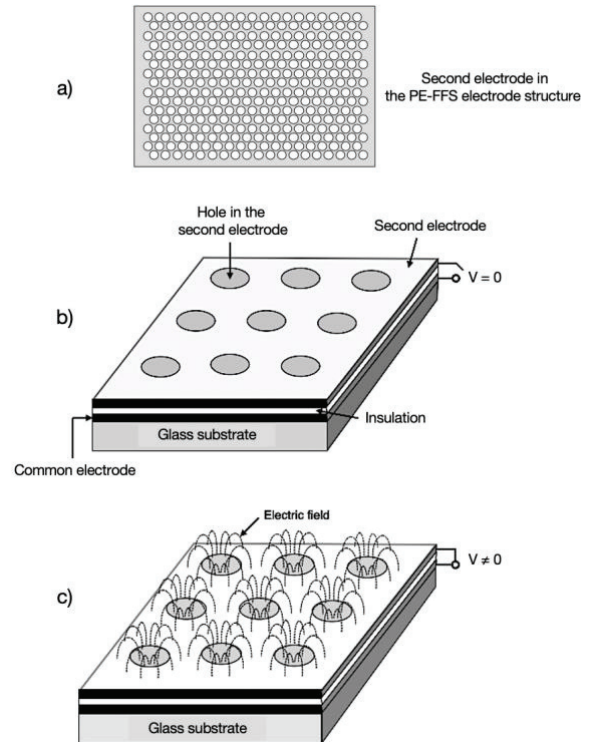 a)
Second electrode in
the PE-FFS electrode structure
Hole in the
second electrode
Second electrode
V = 0
b)
Insulation
Glass substrate
Common electrode
Electric field
V ≠ 0
c)
Glass substrate